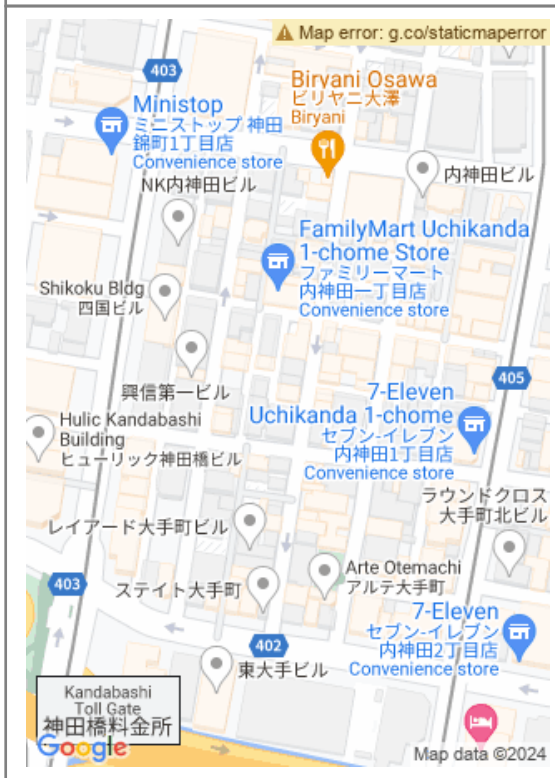 Map error: g.co/staticmaperror
403
Biryani Osawa
ビリヤニ大澤
Biryani
Ministop
ミニストップ 神田
錦町1丁目店
Convenience store
内神田ビル
NK内神田ビル
FamilyMart Uchikanda
1-chome Store
ファミリーマート
内神田一丁目店
Convenience store
Shikoku Bldg
四国ビル
405
興信第一ビル
7-Eleven
Uchikanda 1-chome
セブン-イレブン
内神田1丁目店
Convenience store
Hulic Kandabashi
Building
ヒューリック神田橋ビル
ラウンドクロス
大手町北ビル
レイアード大手町ビル
Arte Otemachi
アルテ大手町
403
ステイト大手町
7-Eleven
セブン-イレブン
内神田2丁目店
Convenience store
402
東大手ビル
Kandabashi
Toll Gate
神田橋料金所
Google
Map data ©2024